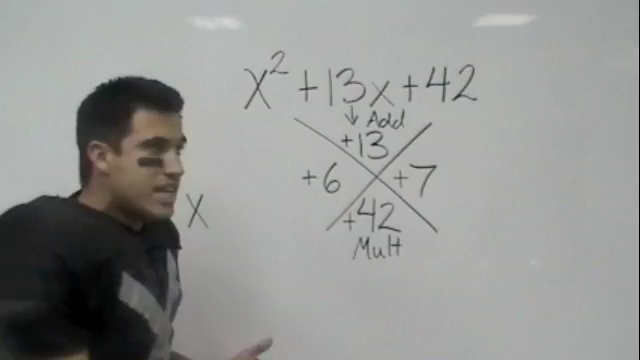 x² + 13x + 42
↓ Add
+13
+6 +7
+42
Mult
X